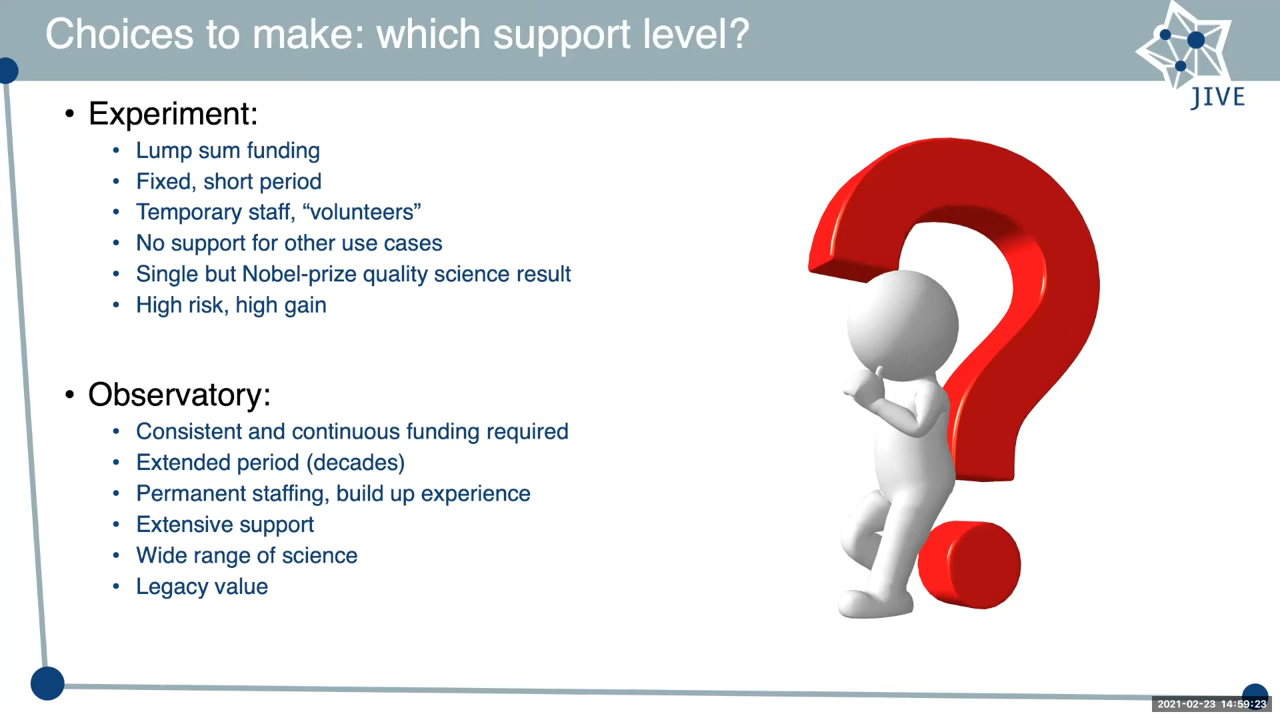 Choices to make: which support level?
JIVE
• Experiment:
• Lump sum funding
• Fixed, short period
• Temporary staff, “volunteers”
• No support for other use cases
• Single but Nobel-prize quality science result
• High risk, high gain
• Observatory:
• Consistent and continuous funding required
• Extended period (decades)
• Permanent staffing, build up experience
• Extensive support
• Wide range of science
• Legacy value
2021-02-23 14:59:23